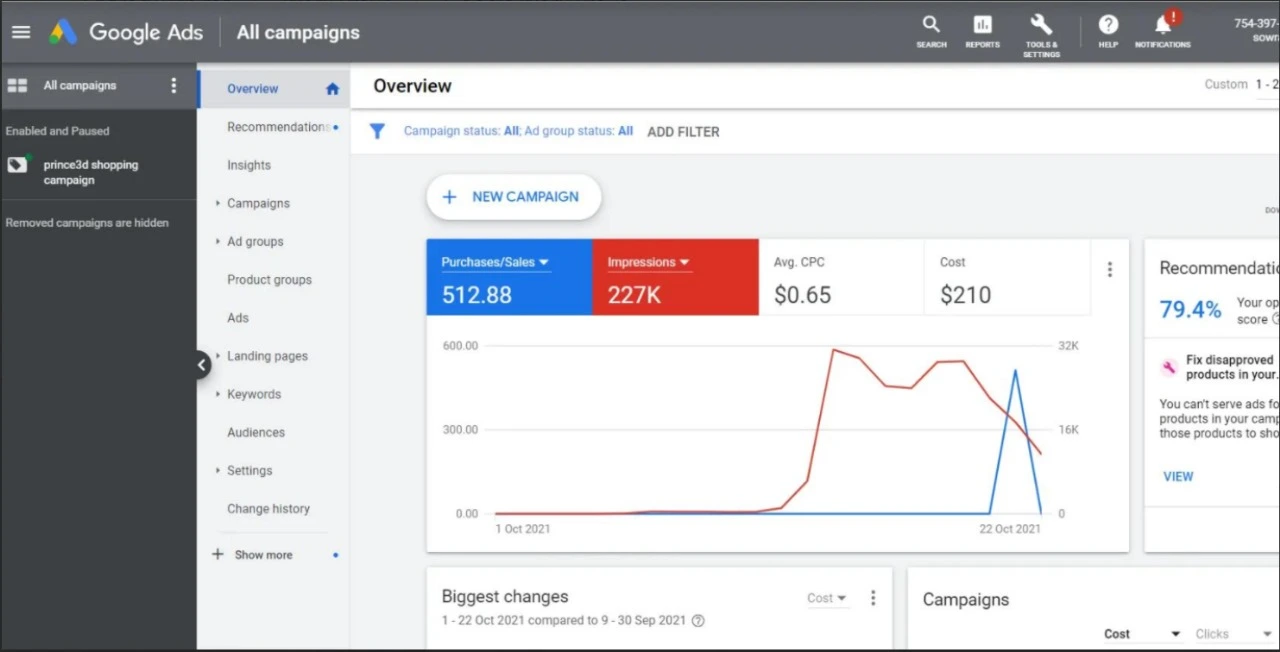 Google Ads
All campaigns
SEARCH
REPORTS
TOOLS &
SETTINGS
HELP
!
NOTIFICATIONS
754-397-
All campaigns
Enabled and Paused
prince3d shopping
campaign
Removed campaigns are hidden
Overview
Recommendations
Insights
Campaigns
Ad groups
Product groups
Ads
Landing pages
Keywords
Audiences
Settings
Change history
+ Show more
Overview
Custom 1 - 2
Campaign status: All; Ad group status: All ADD FILTER
+ NEW CAMPAIGN
Purchases/Sales
512.88
Impressions
227K
Avg. CPC
$0.65
Cost
$210
600.00
300.00
0.00
32K
16K
0
1 Oct 2021
22 Oct 2021
Recommendatio
79.4%
Your op
score
Fix disapproved
products in your.
You can't serve ads fo
products in your camp
those products to sho
VIEW
Biggest changes
Cost
1 - 22 Oct 2021 compared to 9 - 30 Sep 2021
Campaigns
Cost
Clicks